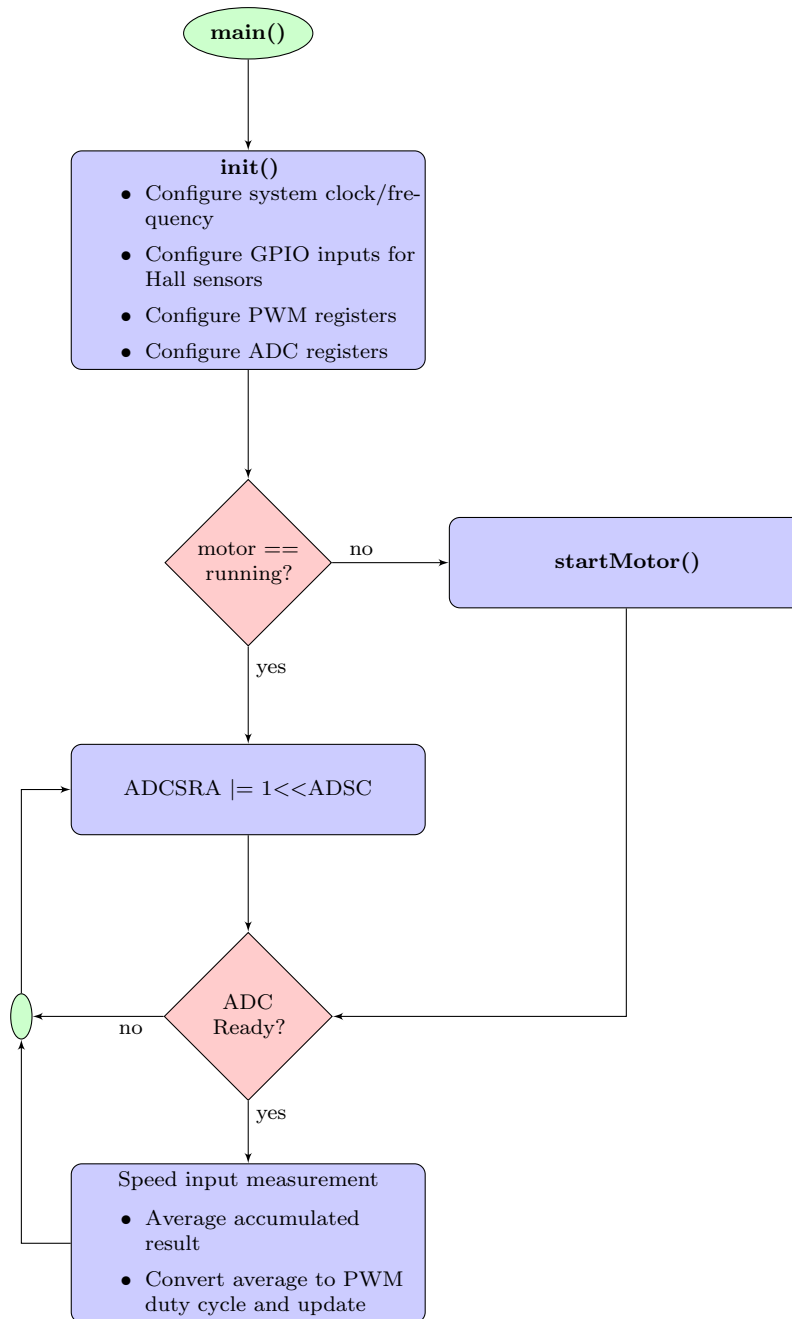 main()
init()
• Configure system clock/fre-
quency
• Configure GPIO inputs for
Hall sensors
• Configure PWM registers
• Configure ADC registers
motor ==
running?
no
startMotor()
yes
ADCSRA |= 1<<ADSC
ADC
Ready?
no
yes
Speed input measurement
• Average accumulated
result
• Convert average to PWM
duty cycle and update